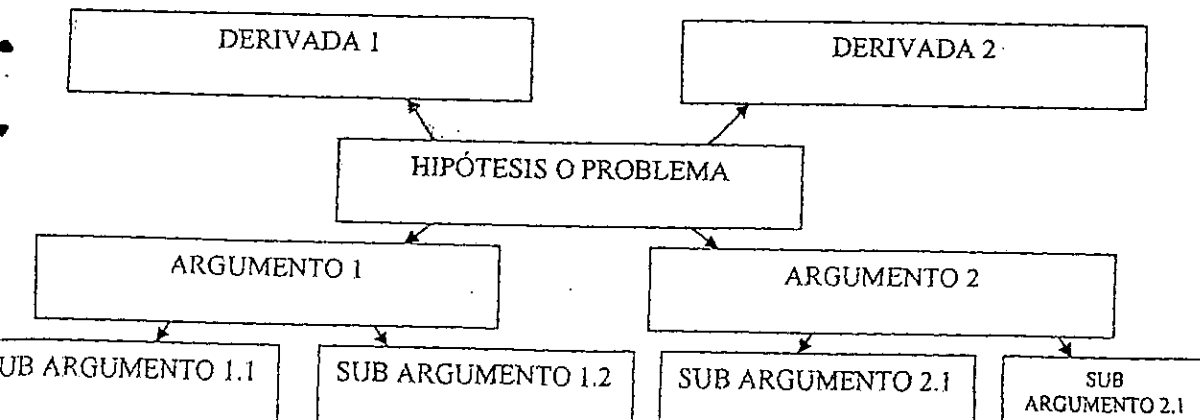 DERIVADA 1
DERIVADA 2
HIPÓTESIS O PROBLEMA
ARGUMENTO 1
ARGUMENTO 2
UB ARGUMENTO 1.1
SUB ARGUMENTO 1.2
SUB ARGUMENTO 2.1
SUB
ARGUMENTO 2.1